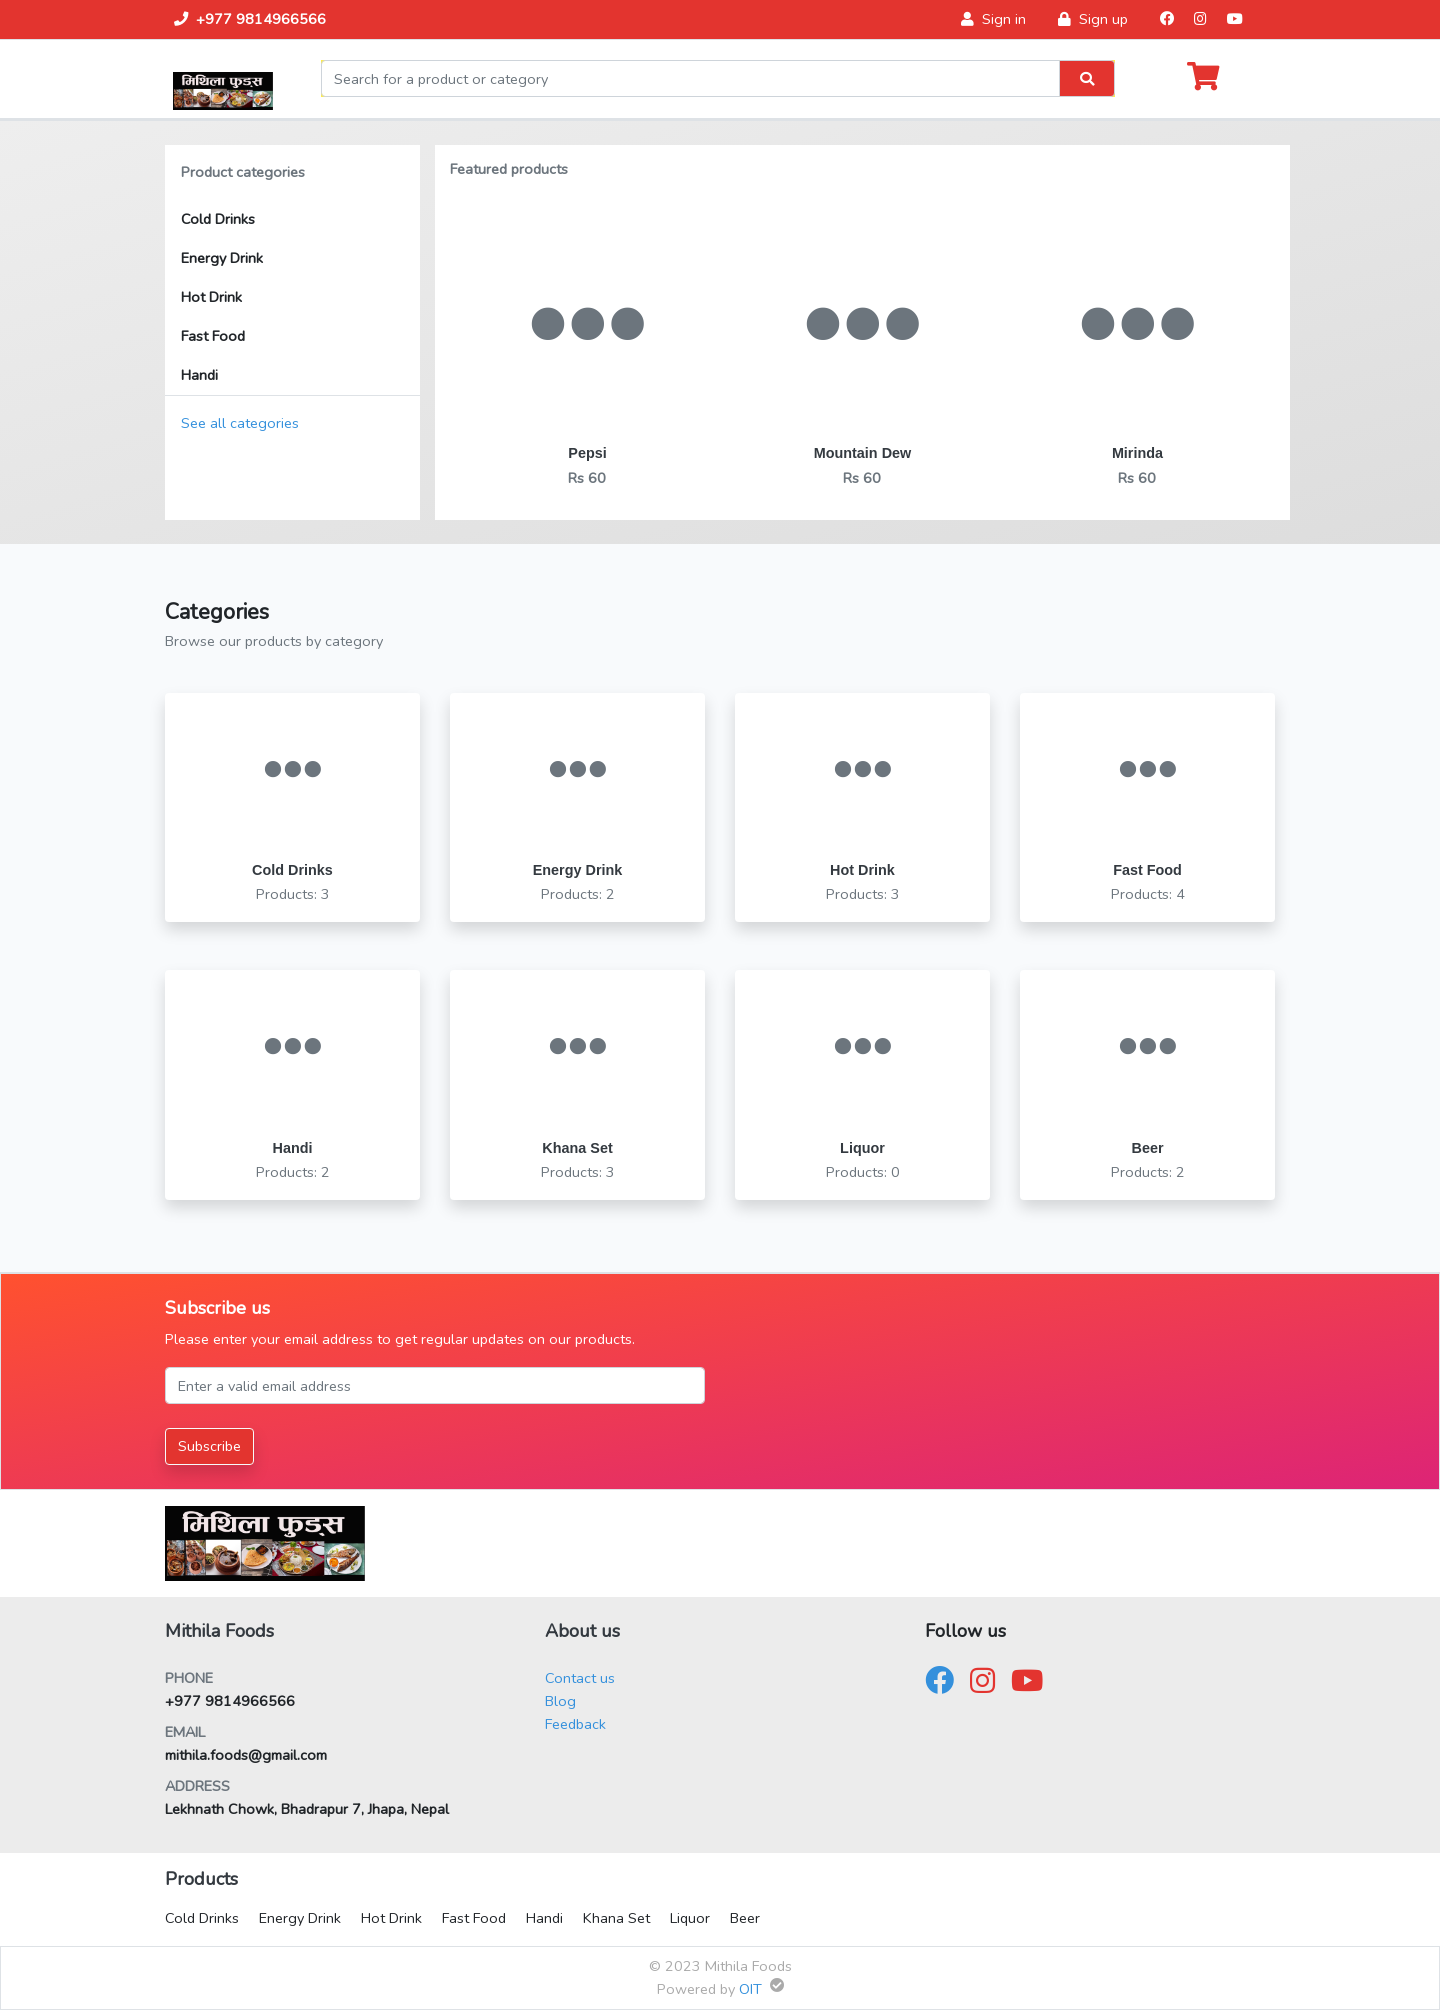 +977 9814966566
Sign in
Sign up
मिथिला फुड्स
Search for a product or category
Product categories
Cold Drinks
Energy Drink
Hot Drink
Fast Food
Handi
See all categories
Featured products
Pepsi
Rs 60
Mountain Dew
Rs 60
Mirinda
Rs 60
Categories
Browse our products by category
Cold Drinks
Products: 3
Energy Drink
Products: 2
Hot Drink
Products: 3
Fast Food
Products: 4
Handi
Products: 2
Khana Set
Products: 3
Liquor
Products: 0
Beer
Products: 2
Subscribe us
Please enter your email address to get regular updates on our products.
Enter a valid email address
Subscribe
मिथिला फुड्स
Mithila Foods
PHONE
+977 9814966566
EMAIL
mithila.foods@gmail.com
ADDRESS
Lekhnath Chowk, Bhadrapur 7, Jhapa, Nepal
About us
Contact us
Blog
Feedback
Follow us
Products
Cold Drinks Energy Drink Hot Drink Fast Food Handi Khana Set Liquor Beer
© 2023 Mithila Foods
Powered by OIT